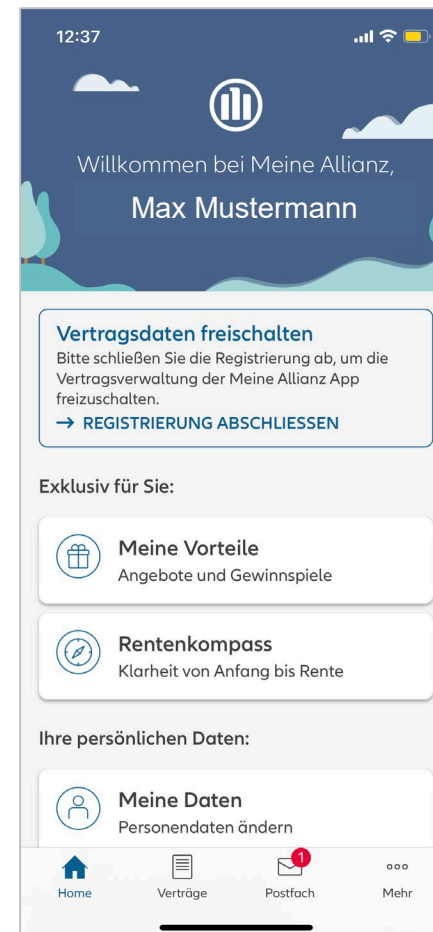 12:37
Willkommen bei Meine Allianz,
Max Mustermann
Vertragsdaten freischalten
Bitte schließen Sie die Registrierung ab, um die
Vertragsverwaltung der Meine Allianz App
freizuschalten.
→ REGISTRIERUNG ABSCHLIESSEN
Exklusiv für Sie:
Meine Vorteile
Angebote und Gewinnspiele
Rentenkompass
Klarheit von Anfang bis Rente
Ihre persönlichen Daten:
Meine Daten
Personendaten ändern
1
Home Verträge Postfach Mehr